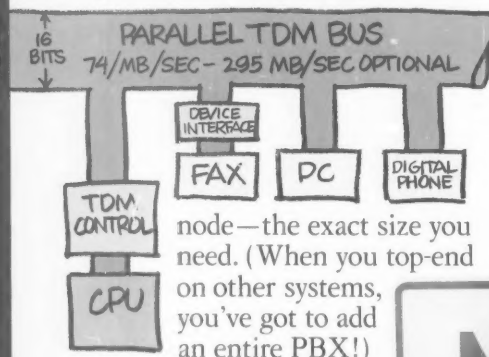 16
BITS
PARALLEL TDM BUS
74/MB/SEC - 295 MB/SEC OPTIONAL
DEVICE
INTERFACE
FAX
PC
DIGITAL
PHONE
TDM
CONTROL
CPU
node—the exact size you
need. (When you top-end
on other systems,
you've got to add
an entire PBX!)